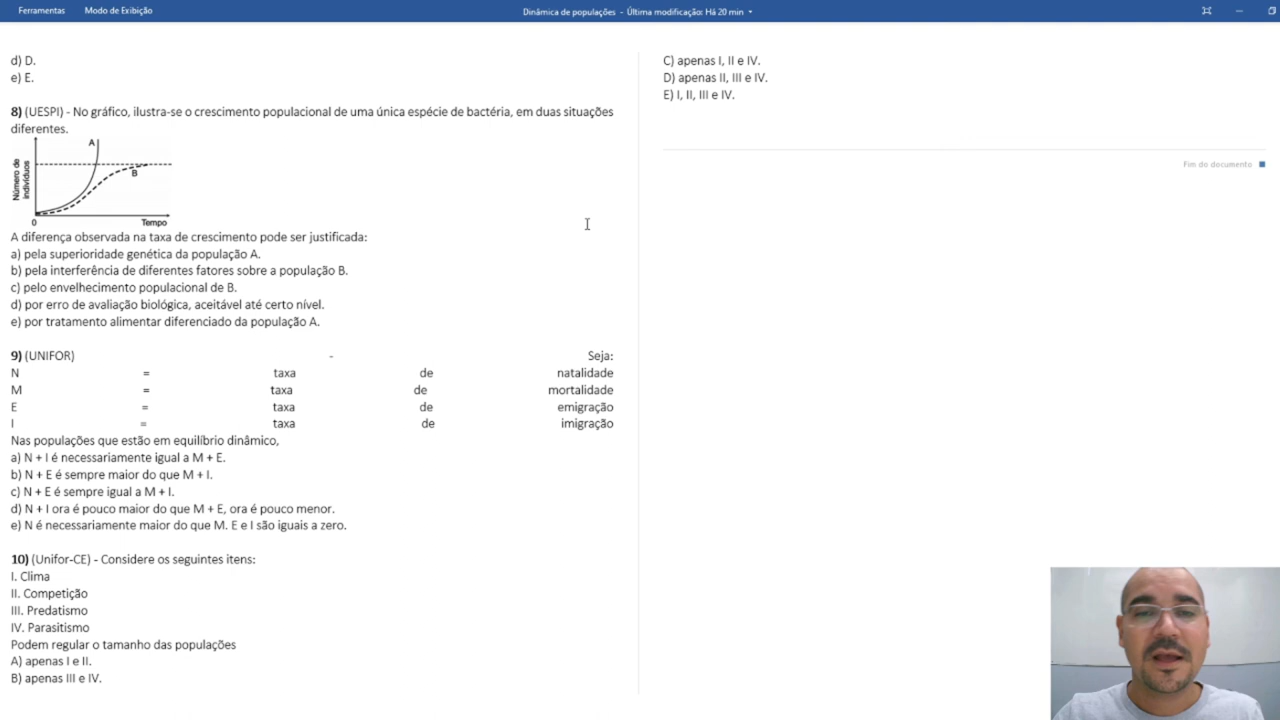 Ferramentas Modo de Exibição Dinâmica de populações - Última modificação: Há 20 min
d) D.
e) E.
8) (UESPI) - No gráfico, ilustra-se o crescimento populacional de uma única espécie de bactéria, em duas situações
diferentes.
A
B
Número de
indivíduos
0
Tempo
A diferença observada na taxa de crescimento pode ser justificada:
a) pela superioridade genética da população A.
b) pela interferência de diferentes fatores sobre a população B.
c) pelo envelhecimento populacional de B.
d) por erro de avaliação biológica, aceitável até certo nível.
e) por tratamento alimentar diferenciado da população A.
9) (UNIFOR) - Seja:
N = taxa de natalidade
M = taxa de mortalidade
E = taxa de emigração
I = taxa de imigração
Nas populações que estão em equilíbrio dinâmico,
a) N + I é necessariamente igual a M + E.
b) N + E é sempre maior do que M + I.
c) N + E é sempre igual a M + I.
d) N + I ora é pouco maior do que M + E, ora é pouco menor.
e) N é necessariamente maior do que M. E e I são iguais a zero.
10) (Unifor-CE) - Considere os seguintes itens:
I. Clima
II. Competição
III. Predatismo
IV. Parasitismo
Podem regular o tamanho das populações
A) apenas I e II.
B) apenas III e IV.
C) apenas I, II e IV.
D) apenas II, III e IV.
E) I, II, III e IV.
Fim do documento